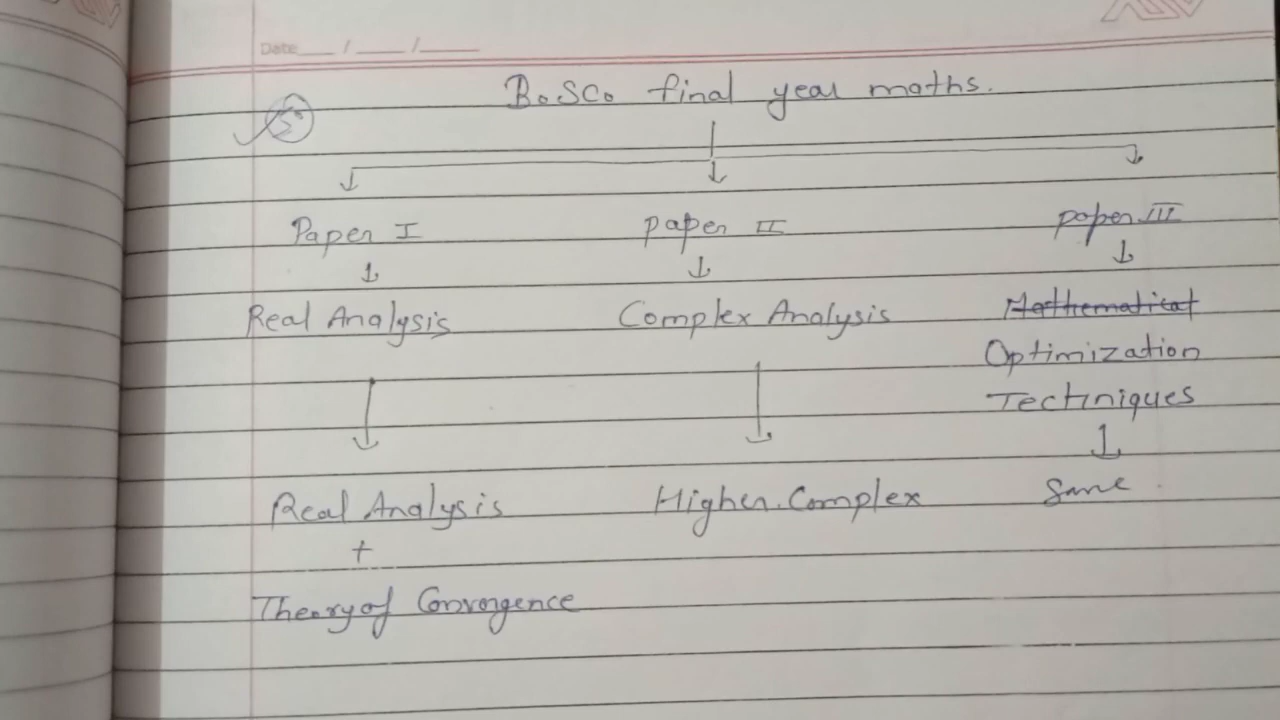 Date ___ / ___ / ___
B.Sc. final year maths.
Paper I
paper II
paper III
Real Analysis
Complex Analysis
Mathematical
Optimization
Techniques
Real Analysis
+
Theory of Convergence
Higher.Complex
Same.